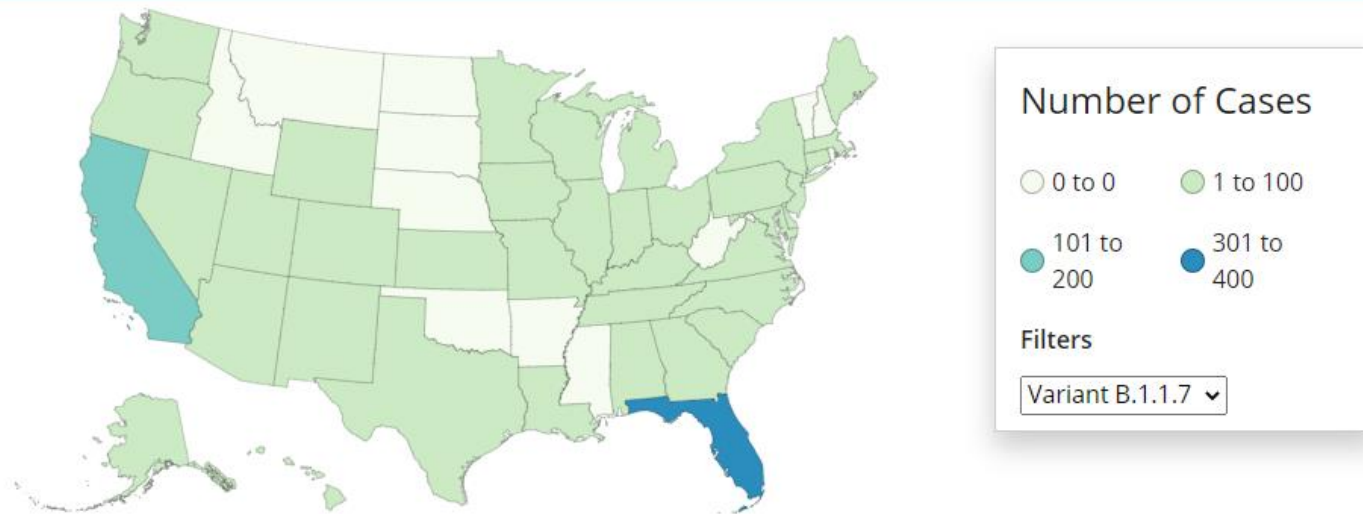 Number of Cases
0 to 0
1 to 100
101 to
200
301 to
400
Filters
Variant B.1.1.7